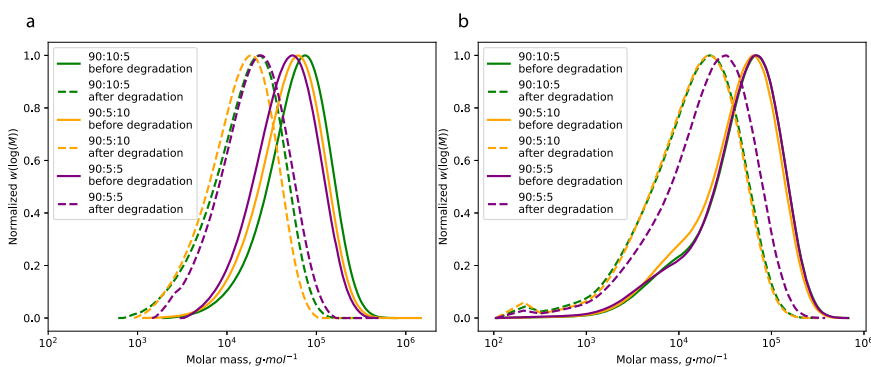 a
b
Normalized w(log(M))
1.0
0.8
0.6
0.4
0.2
0.0
90:10:5
before degradation
90:10:5
after degradation
90:5:10
before degradation
90:5:10
after degradation
90:5:5
before degradation
90:5:5
after degradation
10² 10³ 10⁴ 10⁵ 10⁶
Molar mass, g•mol⁻¹
Normalized w(log(M))
1.0
0.8
0.6
0.4
0.2
0.0
90:10:5
before degradation
90:10:5
after degradation
90:5:10
before degradation
90:5:10
after degradation
90:5:5
before degradation
90:5:5
after degradation
10² 10³ 10⁴ 10⁵ 10⁶
Molar mass, g•mol⁻¹